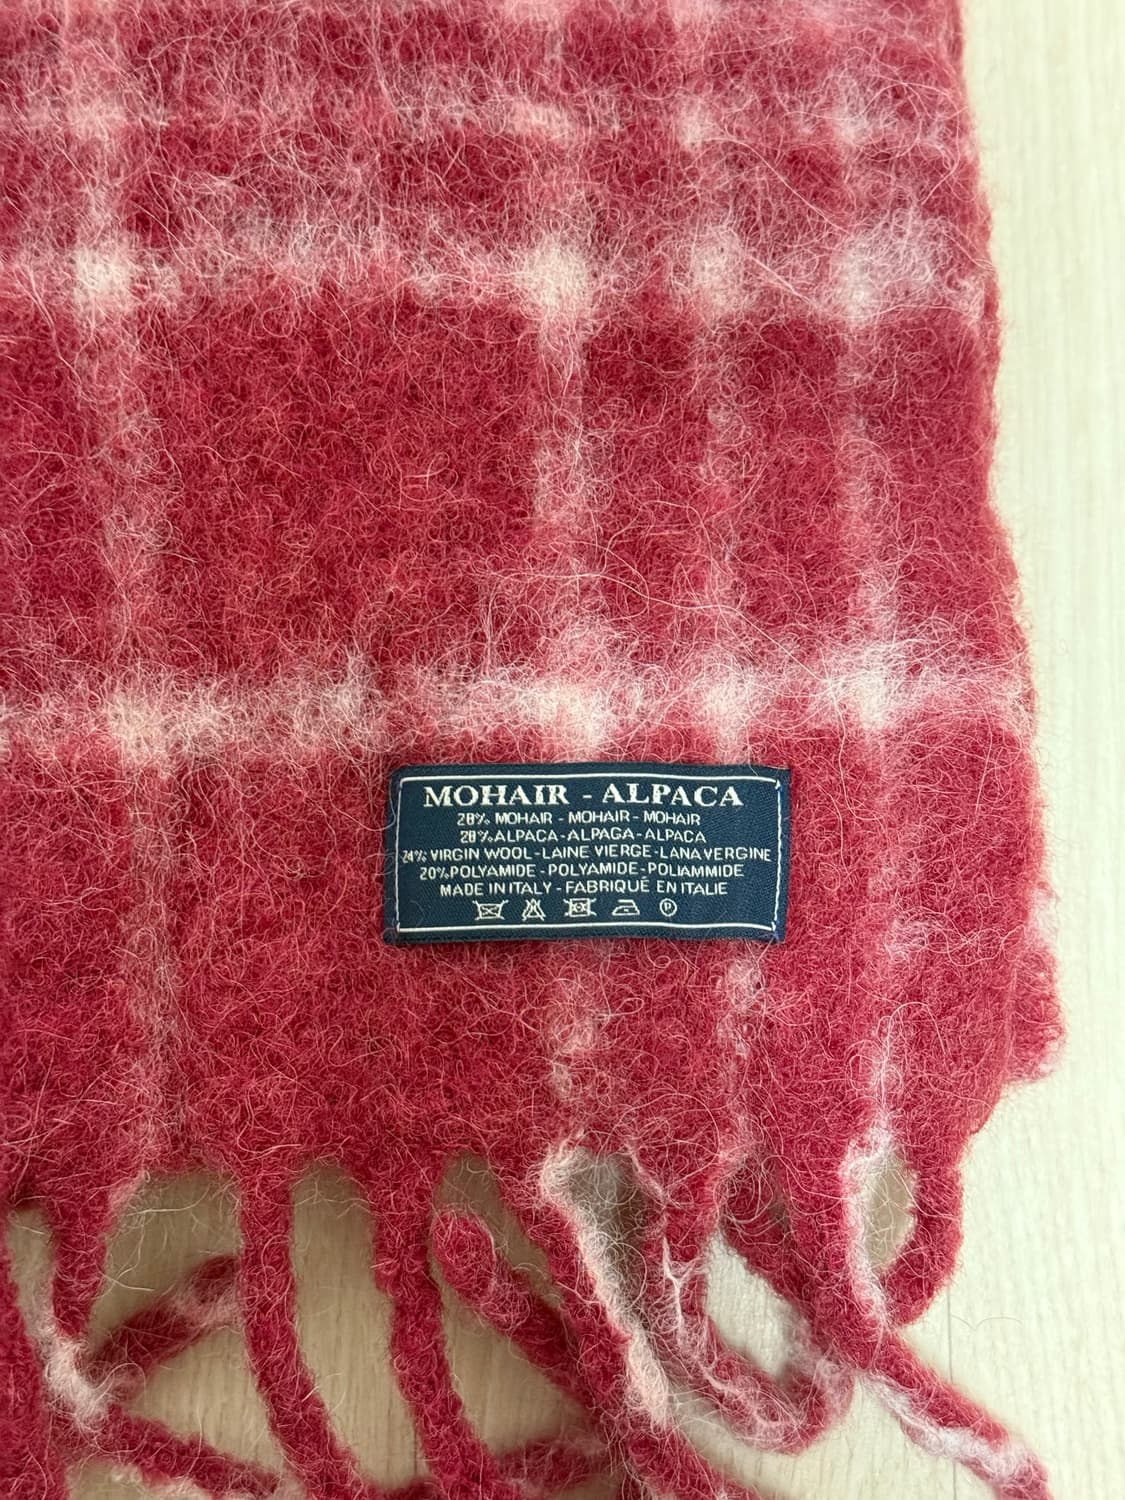 MOHAIR - ALPACA
28% MOHAIR - MOHAIR - MOHAIR
28% ALPACA - ALPAGA - ALPACA
24% VIRGIN WOOL - LAINE VIERGE - LANA VERGINE
20% POLYAMIDE - POLYAMIDE - POLIAMMIDE
MADE IN ITALY - FABRIQUÉ EN ITALIE
P